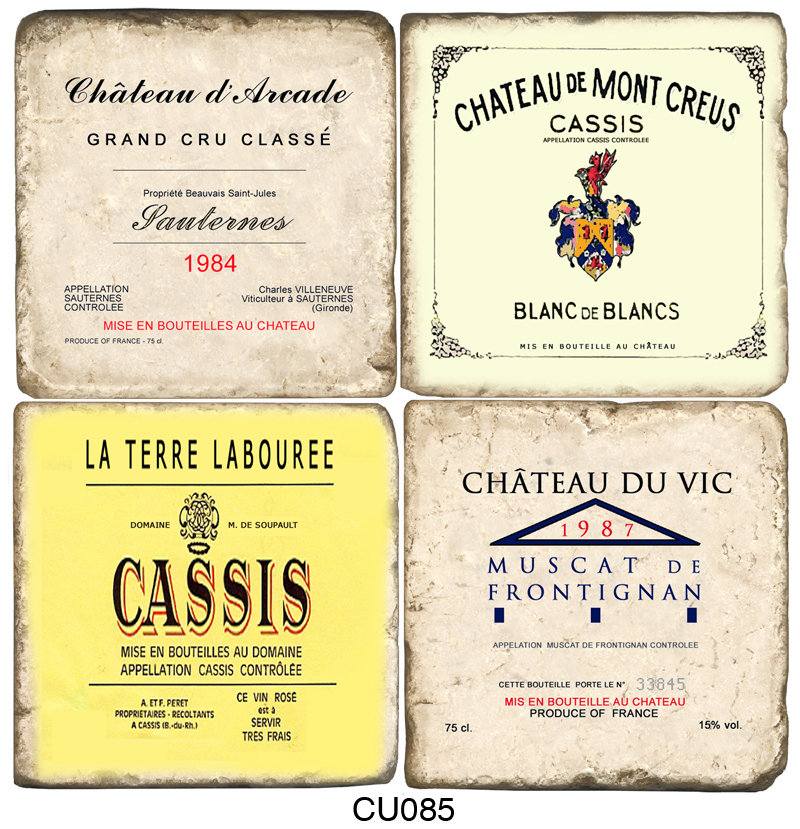 Château d'Arcade
GRAND CRU CLASSÉ
Propriété Beauvais Saint-Jules
Sauternes
1984
APPELLATION
SAUTERNES
CONTROLEE
Charles VILLENEUVE
Viticulteur à SAUTERNES
(Gironde)
MISE EN BOUTEILLES AU CHATEAU
PRODUCE OF FRANCE - 75 cl.
CHATEAU DE MONT CREUS
CASSIS
APPELLATION CASSIS CONTROLEE
BLANC DE BLANCS
MIS EN BOUTEILLE AU CHÂTEAU
LA TERRE LABOUREE
DOMAINE M. DE SOUPAULT
CASSIS
MISE EN BOUTEILLES AU DOMAINE
APPELLATION CASSIS CONTRÔLÉE
A. ET F. PERET
PROPRIÉTAIRES - RECOLTANTS
A CASSIS (B.-du-Rh.)
CE VIN ROSÉ
est à
SERVIR
TRÈS FRAIS
CHÂTEAU DU VIC
1987
MUSCAT DE
FRONTIGNAN
APPELATION MUSCAT DE FRONTIGNAN CONTROLEE
CETTE BOUTEILLE PORTE LE N° 33845
MIS EN BOUTEILLE AU CHATEAU
PRODUCE OF FRANCE
75 cl.
15% vol.
CU085